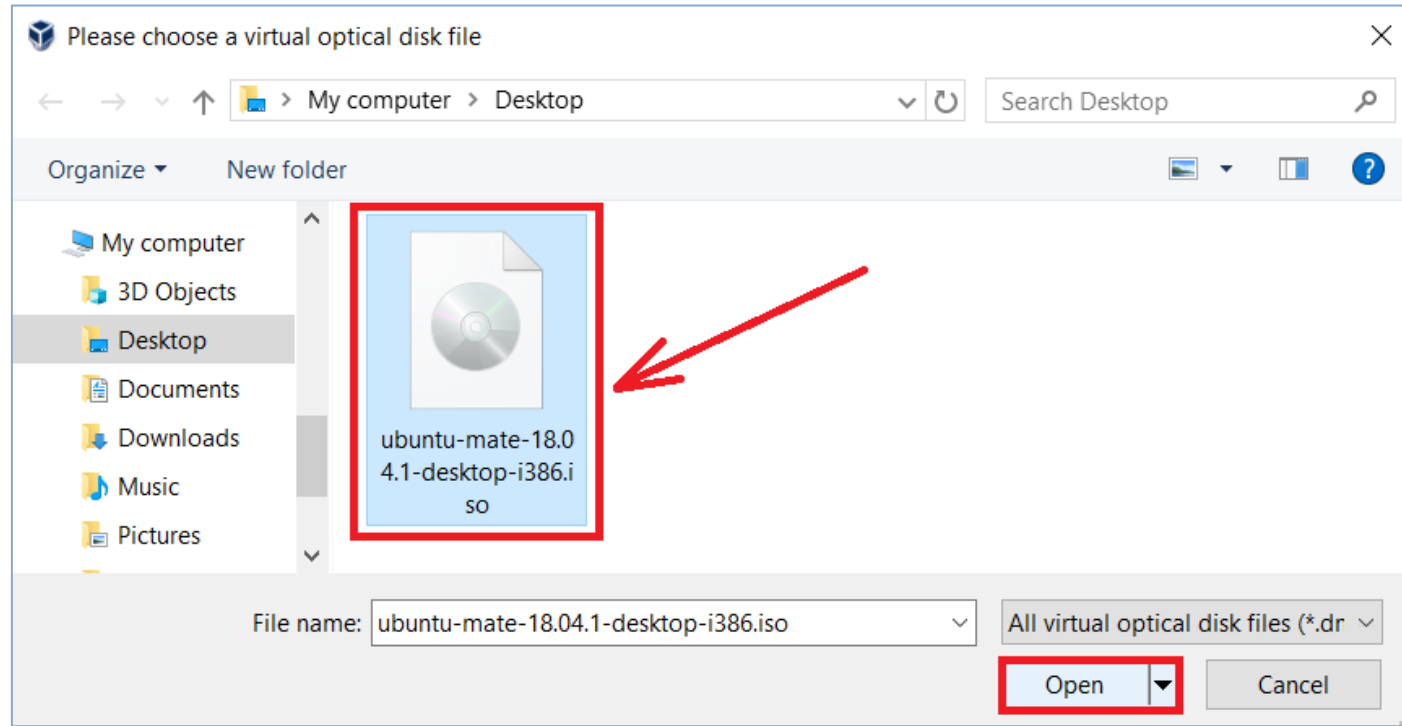 Please choose a virtual optical disk file
My computer > Desktop
Search Desktop
Organize
New folder
?
My computer
3D Objects
Desktop
Documents
Downloads
Music
Pictures
ubuntu-mate-18.0
4.1-desktop-i386.i
so
File name:
ubuntu-mate-18.04.1-desktop-i386.iso
All virtual optical disk files (*.dr
Open
Cancel